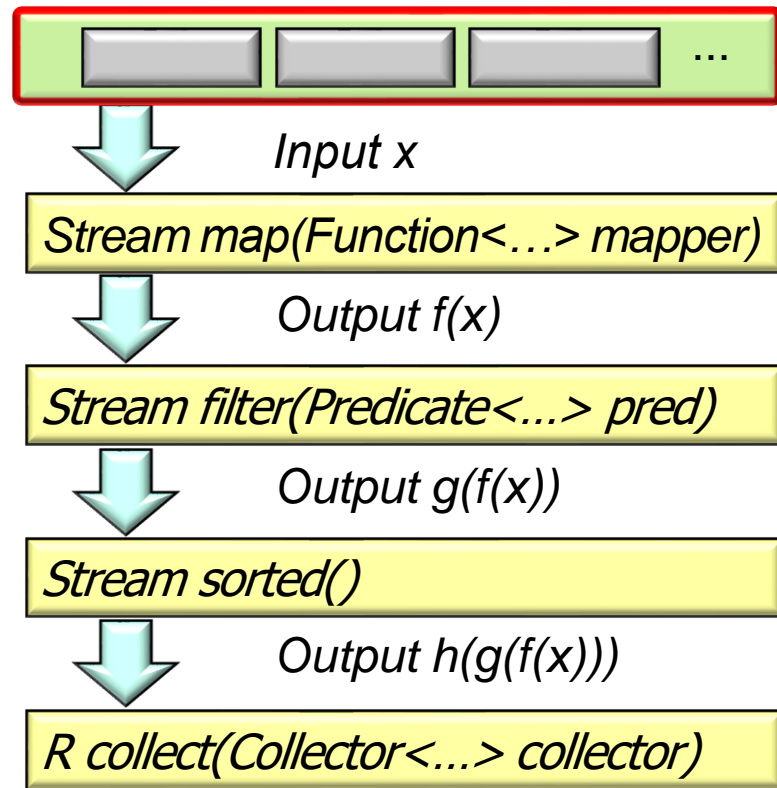 ...
Input x
Stream map(Function<…> mapper)
Output f(x)
Stream filter(Predicate<...> pred)
Output g(f(x))
Stream sorted()
Output h(g(f(x)))
R collect(Collector<...> collector)